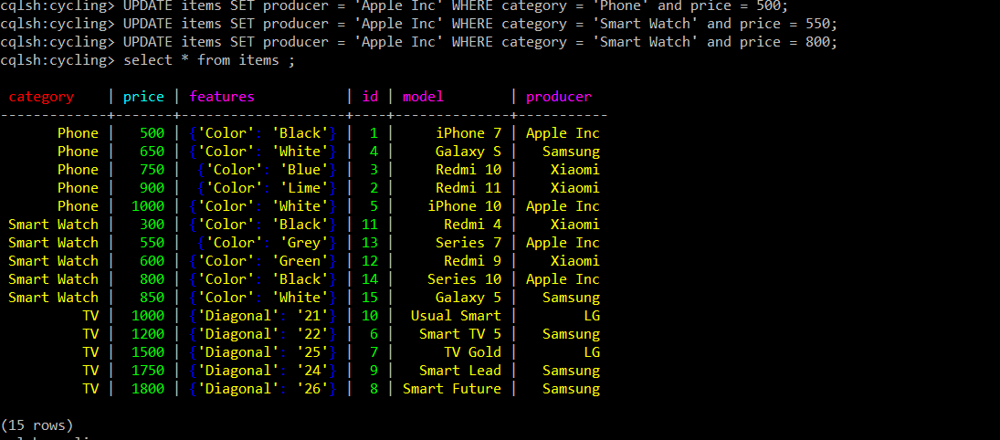 cqlsh:cycling> UPDATE items SET producer = 'Apple Inc' WHERE category = 'Phone' and price = 500;
cqlsh:cycling> UPDATE items SET producer = 'Apple Inc' WHERE category = 'Smart Watch' and price = 550;
cqlsh:cycling> UPDATE items SET producer = 'Apple Inc' WHERE category = 'Smart Watch' and price = 800;
cqlsh:cycling> select * from items ;
category | price | features | id | model | producer
-------------+-------+---------------------+----+--------------+-----------
Phone | 500 | {'Color': 'Black'} | 1 | iPhone 7 | Apple Inc
Phone | 650 | {'Color': 'White'} | 4 | Galaxy S | Samsung
Phone | 750 | {'Color': 'Blue'} | 3 | Redmi 10 | Xiaomi
Phone | 900 | {'Color': 'Lime'} | 2 | Redmi 11 | Xiaomi
Phone | 1000 | {'Color': 'White'} | 5 | iPhone 10 | Apple Inc
Smart Watch | 300 | {'Color': 'Black'} | 11 | Redmi 4 | Xiaomi
Smart Watch | 550 | {'Color': 'Grey'} | 13 | Series 7 | Apple Inc
Smart Watch | 600 | {'Color': 'Green'} | 12 | Redmi 9 | Xiaomi
Smart Watch | 800 | {'Color': 'Black'} | 14 | Series 10 | Apple Inc
Smart Watch | 850 | {'Color': 'White'} | 15 | Galaxy 5 | Samsung
TV | 1000 | {'Diagonal': '21'} | 10 | Usual Smart | LG
TV | 1200 | {'Diagonal': '22'} | 6 | Smart TV 5 | Samsung
TV | 1500 | {'Diagonal': '25'} | 7 | TV Gold | LG
TV | 1750 | {'Diagonal': '24'} | 9 | Smart Lead | Samsung
TV | 1800 | {'Diagonal': '26'} | 8 | Smart Future | Samsung
(15 rows)